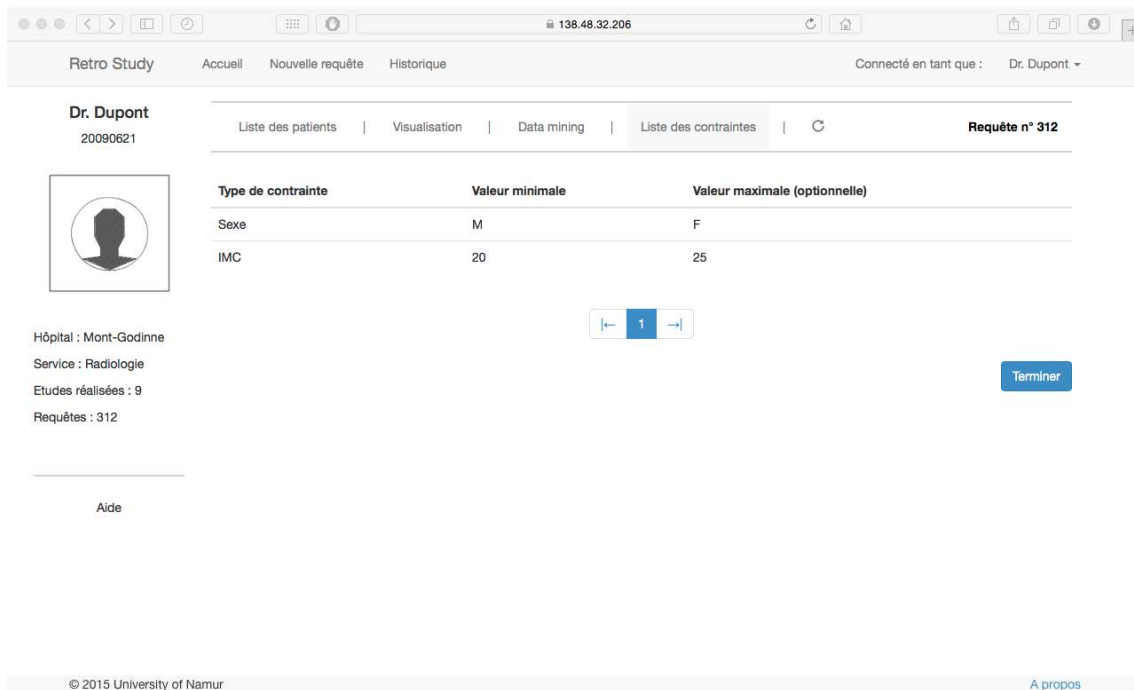 138.48.32.206
Retro Study Accueil Nouvelle requête Historique Connecté en tant que : Dr. Dupont
Dr. Dupont
20090621
Liste des patients | Visualisation | Data mining | Liste des contraintes | Requête n° 312
Type de contrainte Valeur minimale Valeur maximale (optionnelle)
Sexe M F
IMC 20 25
1
Hôpital : Mont-Godinne
Service : Radiologie
Etudes réalisées : 9
Requêtes : 312
Terminer
Aide
© 2015 University of Namur A propos